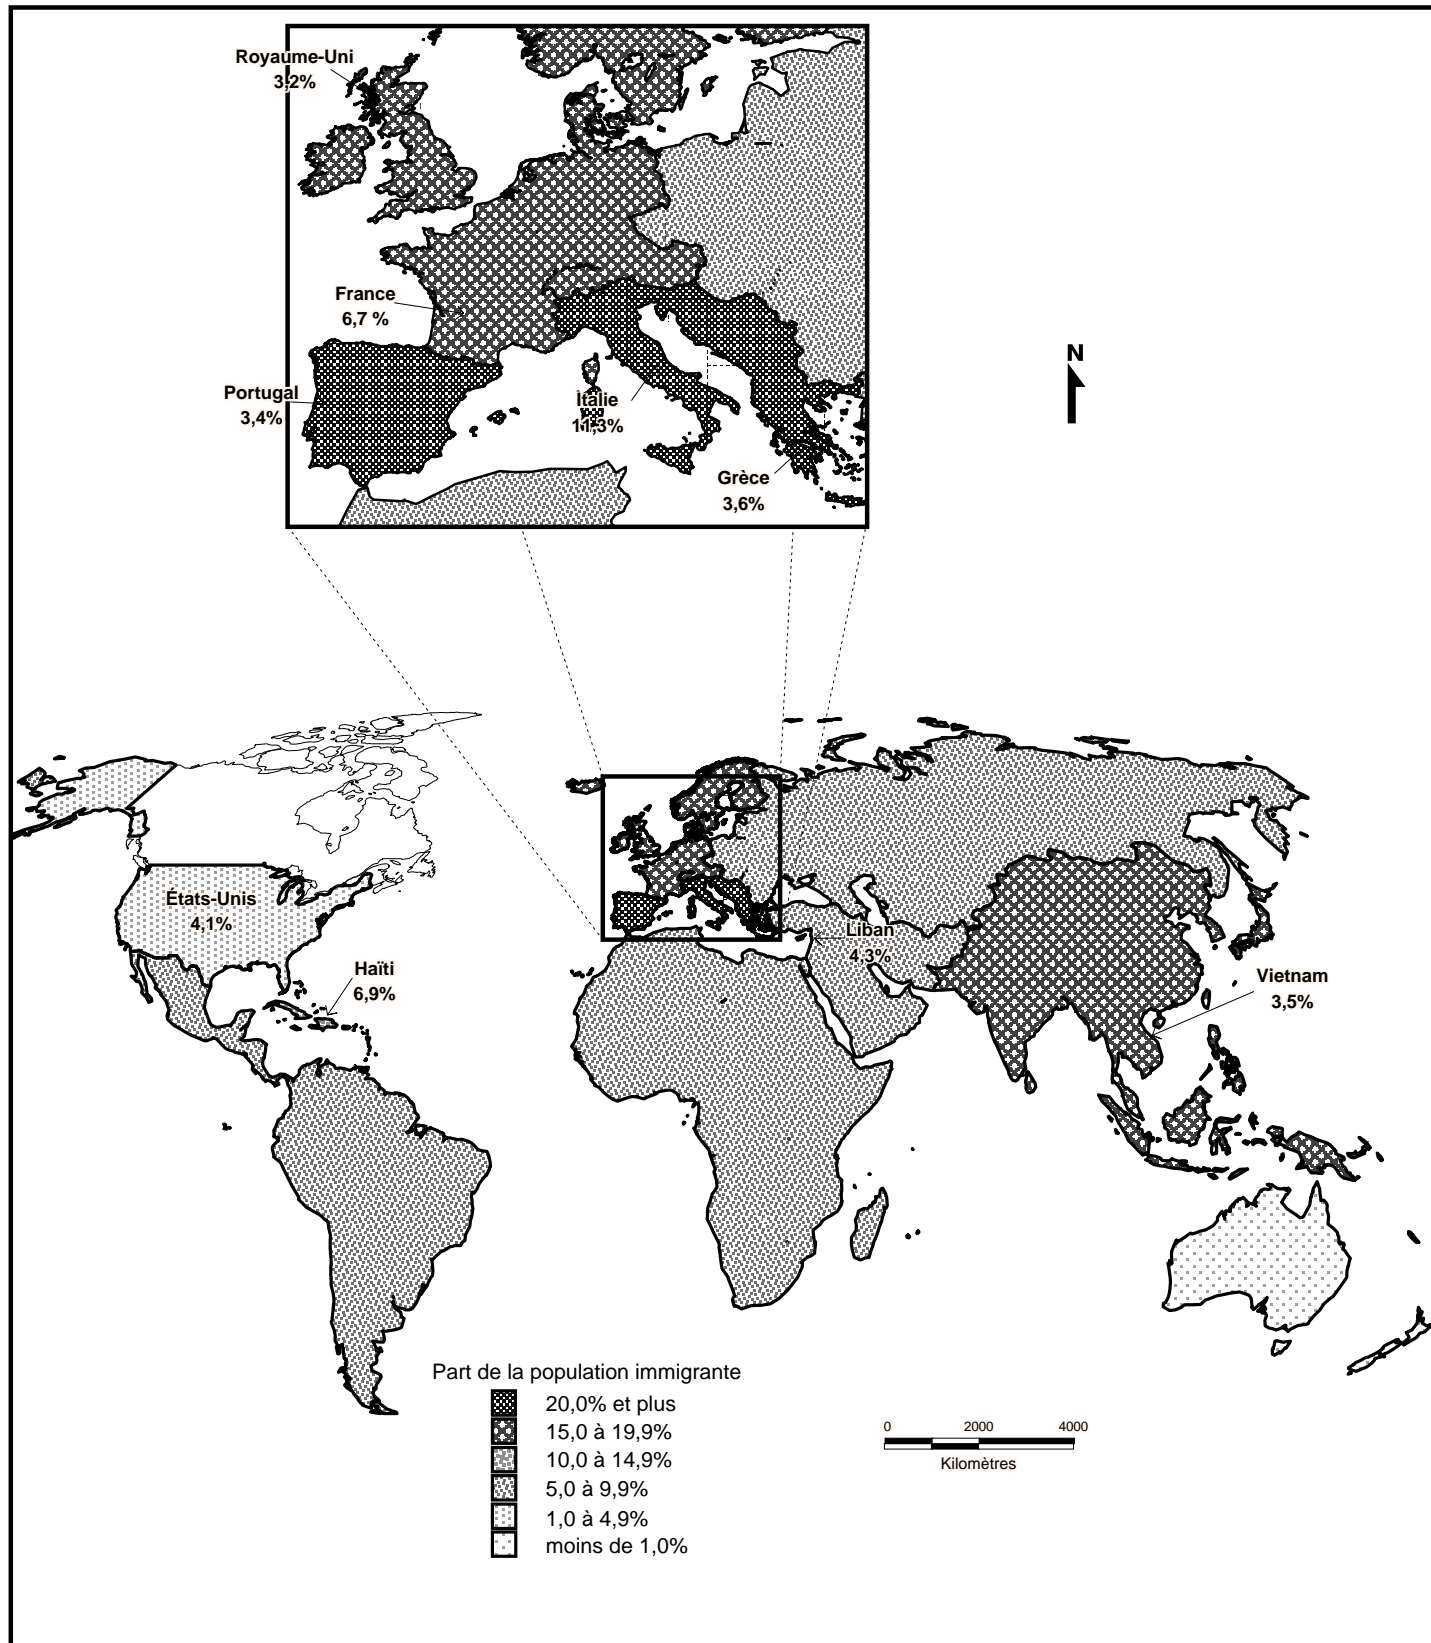 Royaume-Uni
3,2%
France
6,7 %
Portugal
3,4%
Italie
11,3%
Grèce
3,6%
N
États-Unis
4,1%
Haïti
6,9%
Liban
4,3%
Vietnam
3,5%
Part de la population immigrante
20,0% et plus
15,0 à 19,9%
10,0 à 14,9%
5,0 à 9,9%
1,0 à 4,9%
moins de 1,0%
0 2000 4000
Kilomètres